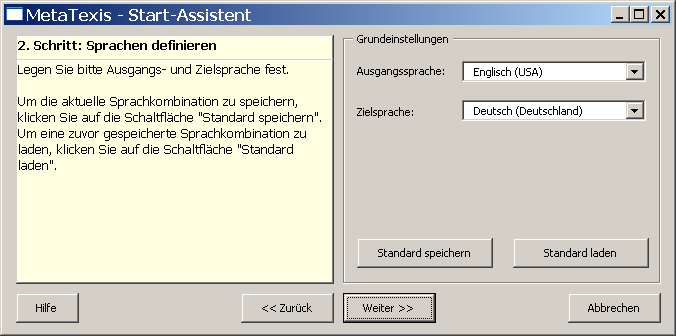 MetaTexis - Start-Assistent
2. Schritt: Sprachen definieren
Legen Sie bitte Ausgangs- und Zielsprache fest.
Um die aktuelle Sprachkombination zu speichern,
klicken Sie auf die Schaltfläche "Standard speichern".
Um eine zuvor gespeicherte Sprachkombination zu
laden, klicken Sie auf die Schaltfläche "Standard
laden".
Grundeinstellungen
Ausgangssprache:
Englisch (USA)
Zielsprache:
Deutsch (Deutschland)
Standard speichern
Standard laden
Hilfe
<< Zurück
Weiter >>
Abbrechen